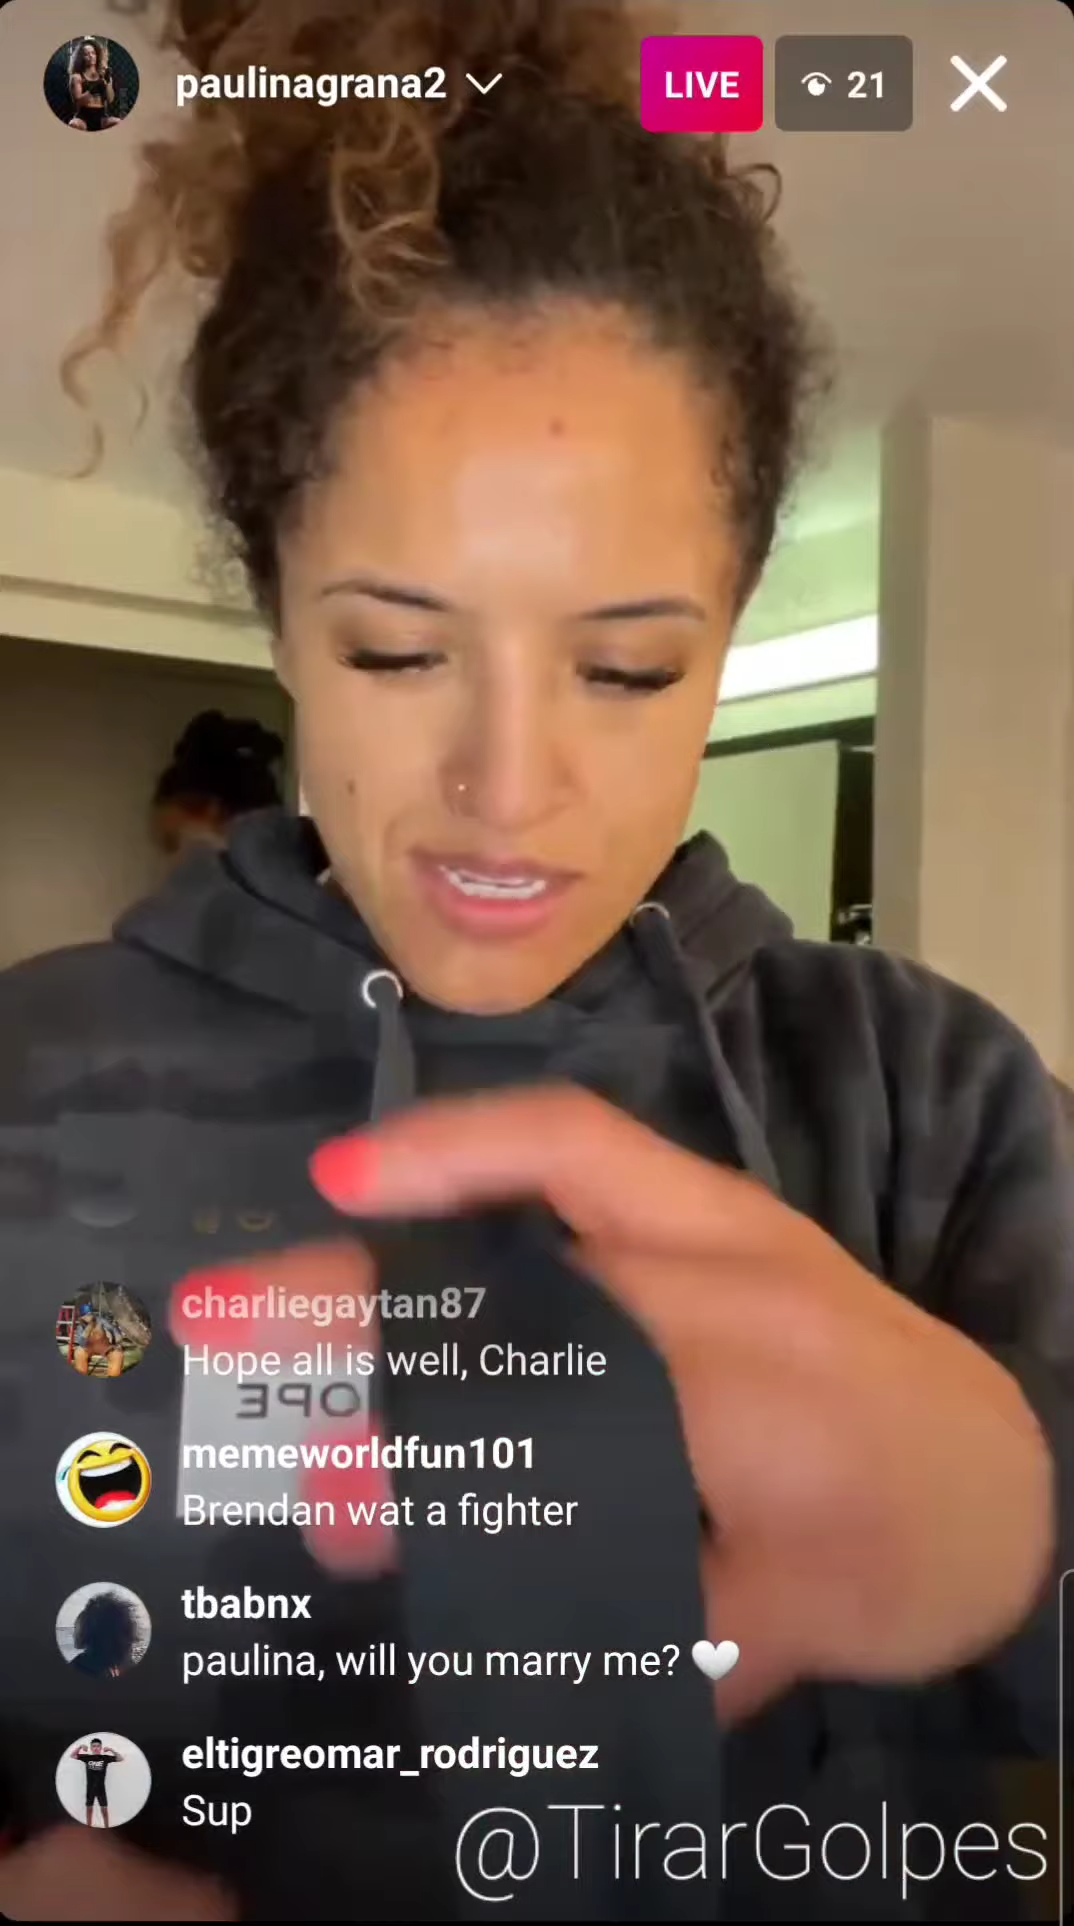 paulinagrana2
LIVE
21
charliegaytan87
Hope all is well, Charlie
OPE
memeworldfun101
Brendan wat a fighter
tbabnx
paulina, will you marry me? 🤍
eltigreomar_rodriguez
Sup
@TirarGolpes